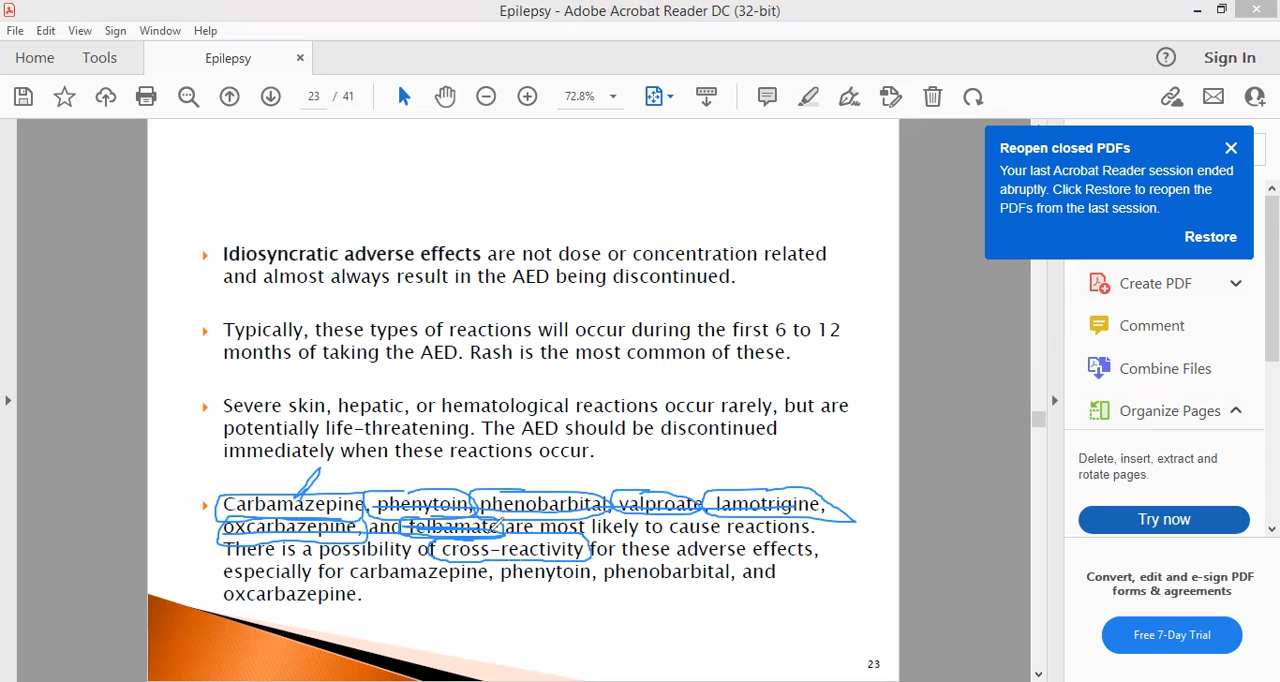 Epilepsy - Adobe Acrobat Reader DC (32-bit)
File Edit View Sign Window Help
Home Tools Epilepsy × Sign In
23 / 41 72.8%
Reopen closed PDFs
Your last Acrobat Reader session ended
abruptly. Click Restore to reopen the
PDFs from the last session.
Restore
Idiosyncratic adverse effects are not dose or concentration related
and almost always result in the AED being discontinued.
Typically, these types of reactions will occur during the first 6 to 12
months of taking the AED. Rash is the most common of these.
Severe skin, hepatic, or hematological reactions occur rarely, but are
potentially life-threatening. The AED should be discontinued
immediately when these reactions occur.
Carbamazepine, phenytoin, phenobarbital, valproate, lamotrigine,
oxcarbazepine, and felbamate are most likely to cause reactions.
There is a possibility of cross-reactivity for these adverse effects,
especially for carbamazepine, phenytoin, phenobarbital, and
oxcarbazepine.
23
Create PDF
Comment
Combine Files
Organize Pages
Delete, insert, extract and
rotate pages.
Try now
Convert, edit and e-sign PDF
forms & agreements
Free 7-Day Trial